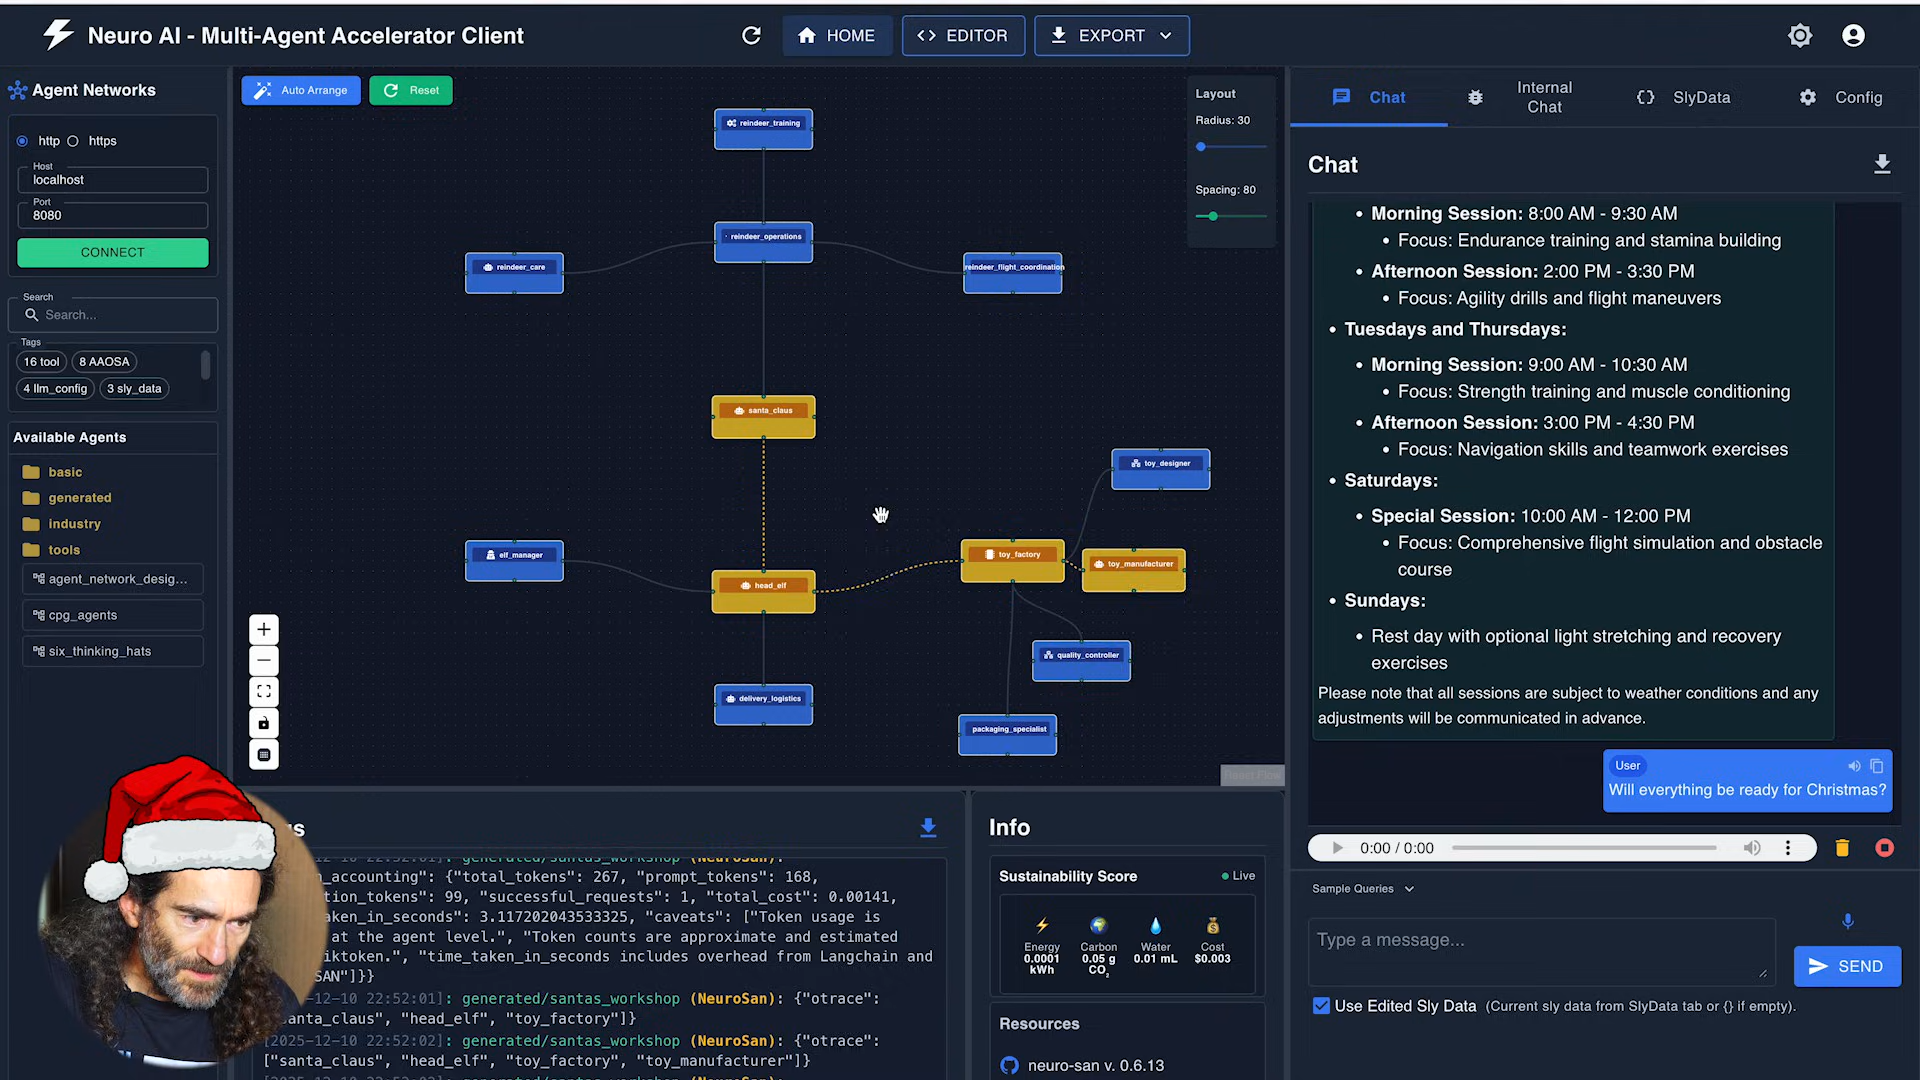 Neuro AI - Multi-Agent Accelerator Client
HOME
EDITOR
EXPORT
Agent Networks
http
https
Host
localhost
Port
8080
CONNECT
Search
Search...
Tags
16 tool
8 AAOSA
4 llm_config
3 sly_data
Available Agents
basic
generated
industry
tools
agent_network_desig...
cpg_agents
six_thinking_hats
Auto Arrange
Reset
Layout
Radius: 30
Spacing: 80
reindeer_training
reindeer_operations
reindeer_care
reindeer_flight_coordination
santa_claus
toy_designer
elf_manager
toy_factory
toy_manufacturer
head_elf
quality_controller
delivery_logistics
packaging_specialist
React Flow
generated/santas_workshop (NeuroSan):
_accounting": {"total_tokens": 267, "prompt_tokens": 168,
"successful_requests": 1, "total_cost": 0.00141,
3.117202043533325, "caveats": ["Token usage is
at the agent level.", "Token counts are approximate and estimated
"time_taken_in_seconds includes overhead from Langchain and
SAN"]}}
-12-10 22:52:01]: generated/santas_workshop (NeuroSan): {"otrace":
"santa_claus", "head_elf", "toy_factory"]}
[2025-12-10 22:52:02]: generated/santas_workshop (NeuroSan): {"otrace":
["santa_claus", "head_elf", "toy_factory", "toy_manufacturer"]}
Info
Sustainability Score
Live
Energy
0.0001
kWh
Carbon
0.05 g
CO₂
Water
0.01 mL
Cost
$0.003
Resources
neuro-san v. 0.6.13
Chat
Internal
Chat
SlyData
Config
Chat
Morning Session: 8:00 AM - 9:30 AM
Focus: Endurance training and stamina building
Afternoon Session: 2:00 PM - 3:30 PM
Focus: Agility drills and flight maneuvers
Tuesdays and Thursdays:
Morning Session: 9:00 AM - 10:30 AM
Focus: Strength training and muscle conditioning
Afternoon Session: 3:00 PM - 4:30 PM
Focus: Navigation skills and teamwork exercises
Saturdays:
Special Session: 10:00 AM - 12:00 PM
Focus: Comprehensive flight simulation and obstacle
course
Sundays:
Rest day with optional light stretching and recovery
exercises
Please note that all sessions are subject to weather conditions and any
adjustments will be communicated in advance.
User
Will everything be ready for Christmas?
0:00 / 0:00
Sample Queries
Type a message...
SEND
Use Edited Sly Data (Current sly data from SlyData tab or {} if empty).